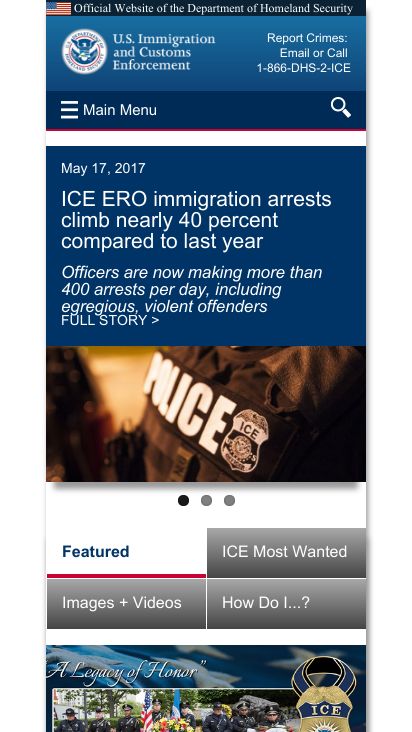 Official Website of the Department of Homeland Security
U.S. Immigration
and Customs
Enforcement
Report Crimes:
Email or Call
1-866-DHS-2-ICE
Main Menu
May 17, 2017
ICE ERO immigration arrests
climb nearly 40 percent
compared to last year
Officers are now making more than
400 arrests per day, including
egregious, violent offenders
FULL STORY >
POLICE
ICE
Featured
ICE Most Wanted
Images + Videos
How Do I...?
A Legacy of Honor"
ICE